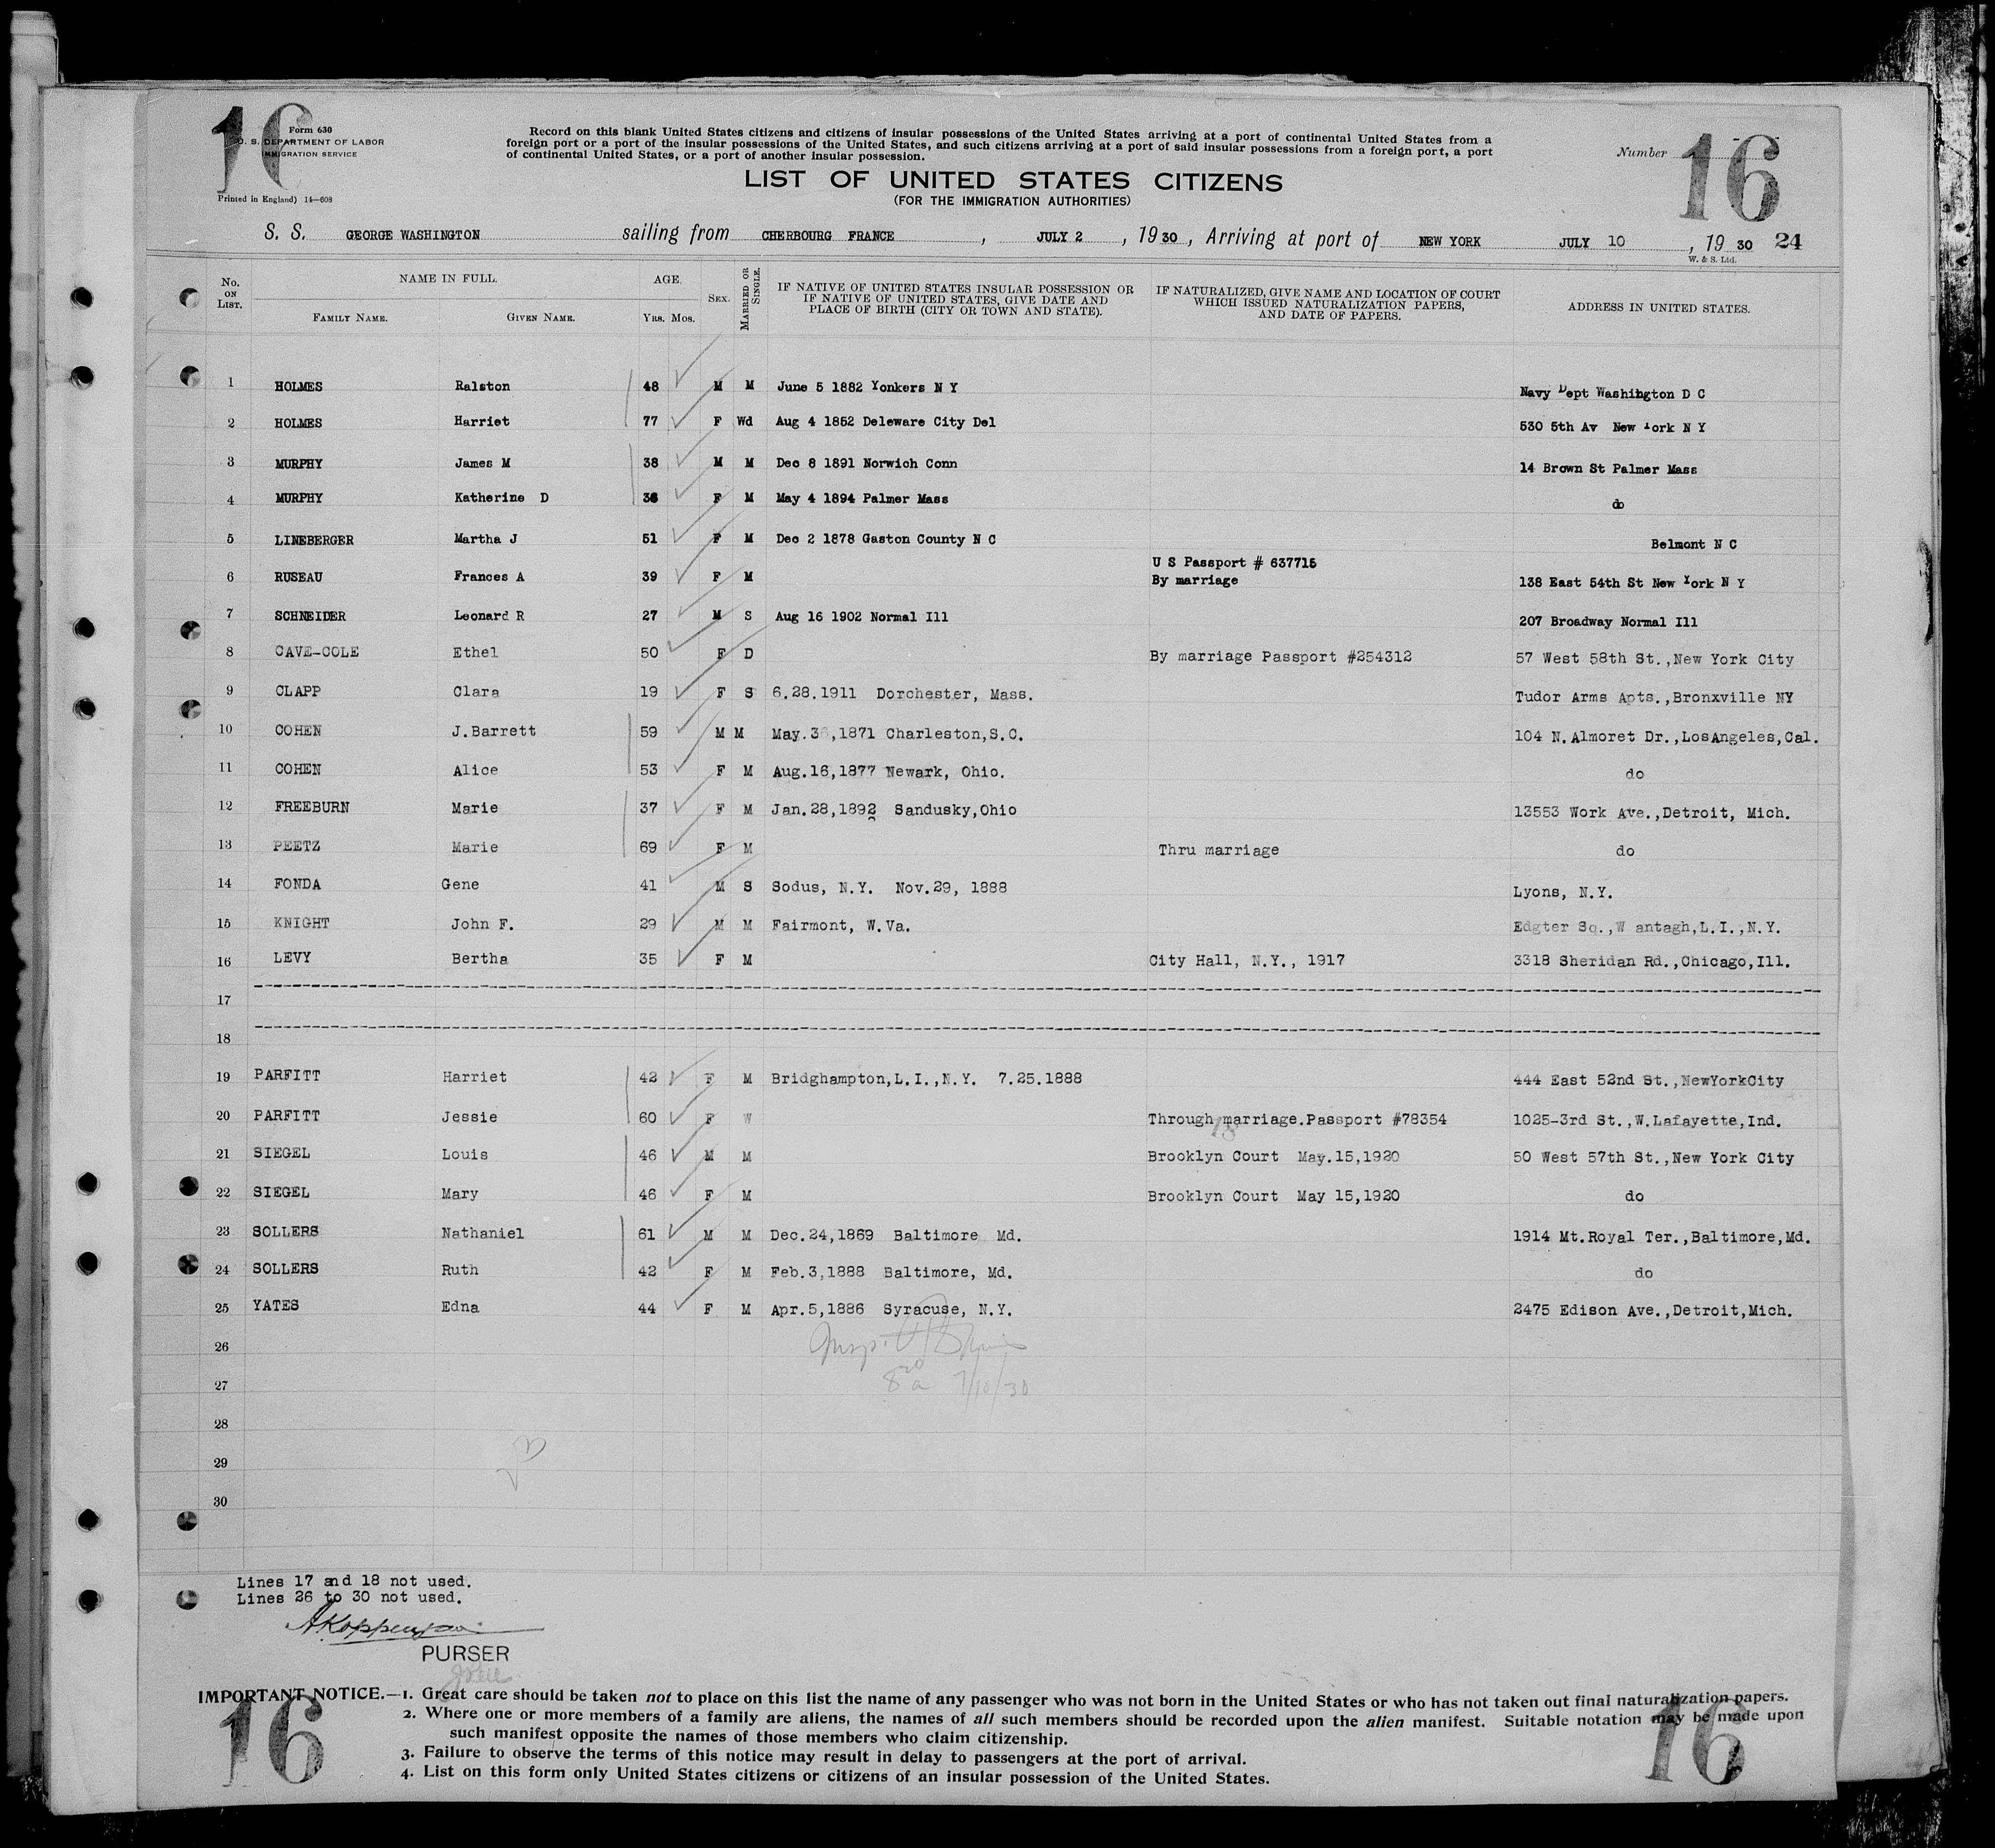 16
Form 630
U. S. DEPARTMENT OF LABOR
IMMIGRATION SERVICE
Printed in England) 14—608
Record on this blank United States citizens and citizens of insular possessions of the United States arriving at a port of continental United States from a
foreign port or a port of the insular possessions of the United States, and such citizens arriving at a port of said insular possessions from a foreign port, a port
of continental United States, or a port of another insular possession.
Number 16
LIST OF UNITED STATES CITIZENS
(FOR THE IMMIGRATION AUTHORITIES)
S. S. GEORGE WASHINGTON sailing from CHERBOURG FRANCE , JULY 2 , 19 30 , Arriving at port of NEW YORK JULY 10 , 19 30 24
W. & S. Ltd.
No. ON LIST. NAME IN FULL. FAMILY NAME. GIVEN NAME. AGE. YRS. MOS. SEX. MARRIED OR SINGLE. IF NATIVE OF UNITED STATES INSULAR POSSESSION OR IF NATIVE OF UNITED STATES, GIVE DATE AND PLACE OF BIRTH (CITY OR TOWN AND STATE). IF NATURALIZED, GIVE NAME AND LOCATION OF COURT WHICH ISSUED NATURALIZATION PAPERS, AND DATE OF PAPERS. ADDRESS IN UNITED STATES.
1 HOLMES Ralston 48 M M June 5 1882 Yonkers N Y Navy Dept Washington D C
2 HOLMES Harriet 77 F Wd Aug 4 1852 Deleware City Del 530 5th Av New York N Y
3 MURPHY James M 38 M M Dec 8 1891 Norwich Conn 14 Brown St Palmer Mass
4 MURPHY Katherine D 36 F M May 4 1894 Palmer Mass do
5 LINEBERGER Martha J 51 F M Dec 2 1878 Gaston County N C Belmont N C
6 RUSEAU Frances A 39 F M U S Passport # 637715 By marriage 138 East 54th St New York N Y
7 SCHNEIDER Leonard R 27 M S Aug 16 1902 Normal Ill 207 Broadway Normal Ill
8 CAVE-COLE Ethel 50 F D By marriage Passport #254312 57 West 58th St.,New York City
9 CLAPP Clara 19 F S 6.28.1911 Dorchester, Mass. Tudor Arms Apts.,Bronxville NY
10 COHEN J.Barrett 59 M M May.3 ,1871 Charleston,S.C. 104 N.Almoret Dr.,LosAngeles,Cal.
11 COHEN Alice 53 F M Aug.16,1877 Newark, Ohio. do
12 FREEBURN Marie 37 F M Jan.28,1892 Sandusky,Ohio 13553 Work Ave.,Detroit, Mich.
13 PEETZ Marie 69 F M Thru marriage do
14 FONDA Gene 41 M S Sodus, N.Y. Nov.29, 1888 Lyons, N.Y.
15 KNIGHT John F. 29 M M Fairmont, W.Va. Edgter Sq.,W antagh,L.I.,N.Y.
16 LEVY Bertha 35 F M City Hall, N.Y., 1917 3318 Sheridan Rd.,Chicago,Ill.
17
18
19 PARFITT Harriet 42 F M Bridghampton,L.I.,N.Y. 7.25.1888 444 East 52nd St.,NewYorkCity
20 PARFITT Jessie 60 F W Through marriage.Passport #78354 1025-3rd St.,W.Lafayette,Ind.
21 SIEGEL Louis 46 M M Brooklyn Court May.15,1920 50 West 57th St.,New York City
22 SIEGEL Mary 46 F M Brooklyn Court May 15,1920 do
23 SOLLERS Nathaniel 61 M M Dec.24,1869 Baltimore Md. 1914 Mt.Royal Ter.,Baltimore,Md.
24 SOLLERS Ruth 42 F M Feb.3,1888 Baltimore, Md. do
25 YATES Edna 44 F M Apr.5,1886 Syracuse, N.Y. 2475 Edison Ave.,Detroit,Mich.
26
27 7/10/30
28
29
30
Lines 17 and 18 not used.
Lines 26 to 30 not used.
PURSER
IMPORTANT NOTICE.—1. Great care should be taken not to place on this list the name of any passenger who was not born in the United States or who has not taken out final naturalization papers.
2. Where one or more members of a family are aliens, the names of all such members should be recorded upon the alien manifest. Suitable notation may be made upon
such manifest opposite the names of those members who claim citizenship.
3. Failure to observe the terms of this notice may result in delay to passengers at the port of arrival.
4. List on this form only United States citizens or citizens of an insular possession of the United States.
16
16